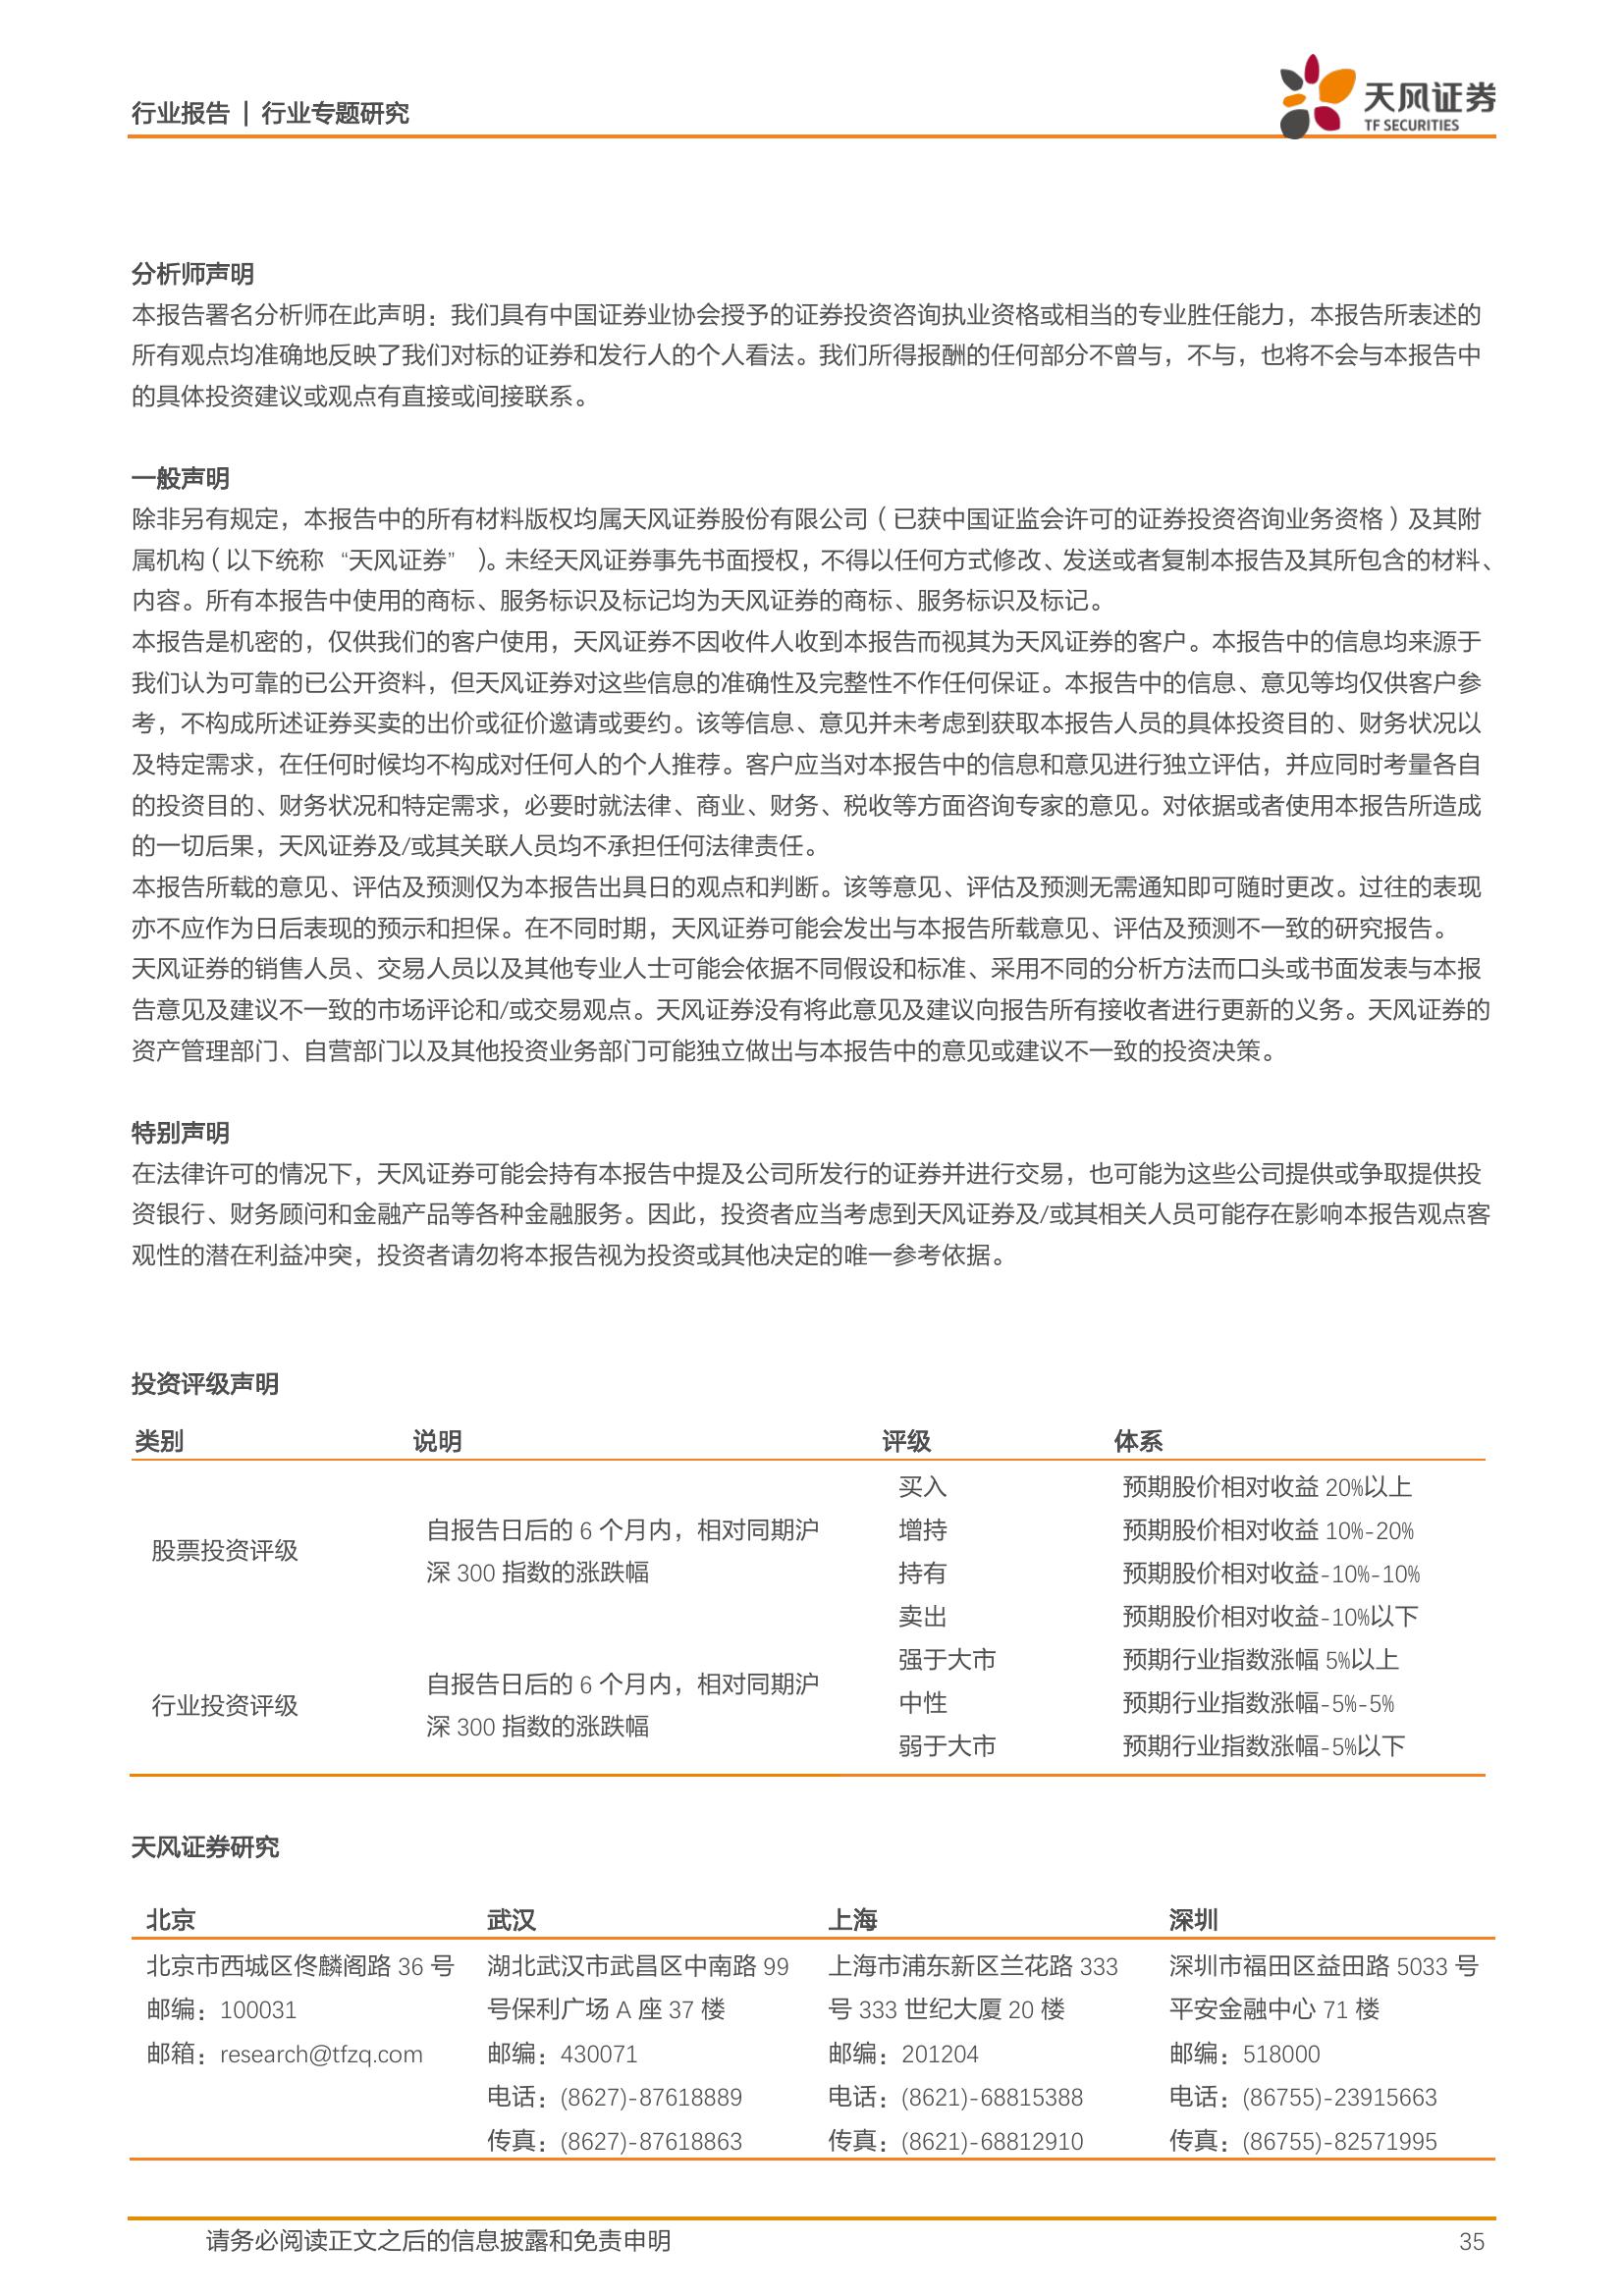 行业报告 | 行业专题研究
天风证券
TF SECURITIES
分析师声明
本报告署名分析师在此声明：我们具有中国证券业协会授予的证券投资咨询执业资格或相当的专业胜任能力，本报告所表述的
所有观点均准确地反映了我们对标的证券和发行人的个人看法。我们所得报酬的任何部分不曾与，不与，也将不会与本报告中
的具体投资建议或观点有直接或间接联系。
一般声明
除非另有规定，本报告中的所有材料版权均属天风证券股份有限公司（已获中国证监会许可的证券投资咨询业务资格）及其附
属机构（以下统称 “天风证券” ）。未经天风证券事先书面授权，不得以任何方式修改、发送或者复制本报告及其所包含的材料、
内容。所有本报告中使用的商标、服务标识及标记均为天风证券的商标、服务标识及标记。
本报告是机密的，仅供我们的客户使用，天风证券不因收件人收到本报告而视其为天风证券的客户。本报告中的信息均来源于
我们认为可靠的已公开资料，但天风证券对这些信息的准确性及完整性不作任何保证。本报告中的信息、意见等均仅供客户参
考，不构成所述证券买卖的出价或征价邀请或要约。该等信息、意见并未考虑到获取本报告人员的具体投资目的、财务状况以
及特定需求，在任何时候均不构成对任何人的个人推荐。客户应当对本报告中的信息和意见进行独立评估，并应同时考量各自
的投资目的、财务状况和特定需求，必要时就法律、商业、财务、税收等方面咨询专家的意见。对依据或者使用本报告所造成
的一切后果，天风证券及/或其关联人员均不承担任何法律责任。
本报告所载的意见、评估及预测仅为本报告出具日的观点和判断。该等意见、评估及预测无需通知即可随时更改。过往的表现
亦不应作为日后表现的预示和担保。在不同时期，天风证券可能会发出与本报告所载意见、评估及预测不一致的研究报告。
天风证券的销售人员、交易人员以及其他专业人士可能会依据不同假设和标准、采用不同的分析方法而口头或书面发表与本报
告意见及建议不一致的市场评论和/或交易观点。天风证券没有将此意见及建议向报告所有接收者进行更新的义务。天风证券的
资产管理部门、自营部门以及其他投资业务部门可能独立做出与本报告中的意见或建议不一致的投资决策。
特别声明
在法律许可的情况下，天风证券可能会持有本报告中提及公司所发行的证券并进行交易，也可能为这些公司提供或争取提供投
资银行、财务顾问和金融产品等各种金融服务。因此，投资者应当考虑到天风证券及/或其相关人员可能存在影响本报告观点客
观性的潜在利益冲突，投资者请勿将本报告视为投资或其他决定的唯一参考依据。
投资评级声明
类别 说明 评级 体系
股票投资评级
自报告日后的 6 个月内，相对同期沪
深 300 指数的涨跌幅
买入 预期股价相对收益 20%以上
增持 预期股价相对收益 10%-20%
持有 预期股价相对收益-10%-10%
卖出 预期股价相对收益-10%以下
行业投资评级
自报告日后的 6 个月内，相对同期沪
深 300 指数的涨跌幅
强于大市 预期行业指数涨幅 5%以上
中性 预期行业指数涨幅-5%-5%
弱于大市 预期行业指数涨幅-5%以下
天风证券研究
北京 武汉 上海 深圳
北京市西城区佟麟阁路 36 号
邮编：100031
邮箱：research@tfzq.com
湖北武汉市武昌区中南路 99
号保利广场 A 座 37 楼
邮编：430071
电话：(8627)-87618889
传真：(8627)-87618863
上海市浦东新区兰花路 333
号 333 世纪大厦 20 楼
邮编：201204
电话：(8621)-68815388
传真：(8621)-68812910
深圳市福田区益田路 5033 号
平安金融中心 71 楼
邮编：518000
电话：(86755)-23915663
传真：(86755)-82571995
请务必阅读正文之后的信息披露和免责申明 35